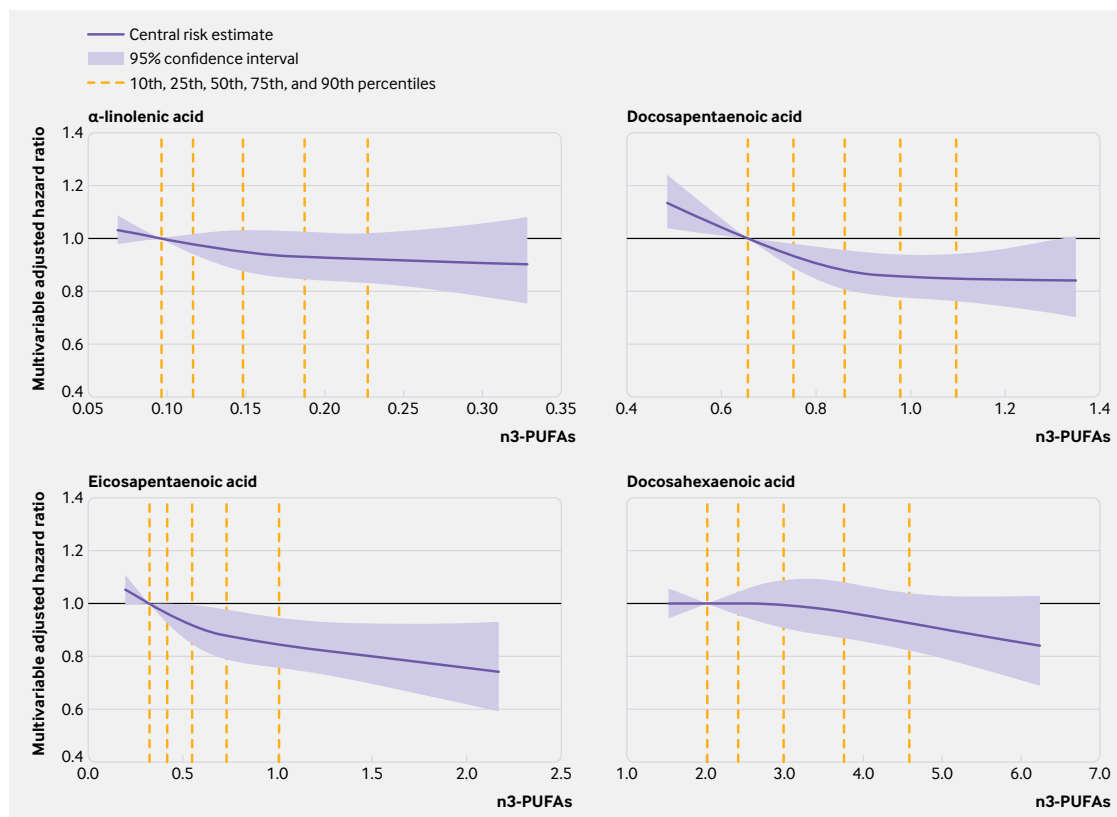 Central risk estimate
95% confidence interval
10th, 25th, 50th, 75th, and 90th percentiles
α-linolenic acid
Multivariable adjusted hazard ratio
1.4
1.2
1.0
0.8
0.6
0.4
0.05 0.10 0.15 0.20 0.25 0.30 0.35
n3-PUFAs
Docosapentaenoic acid
0.4 0.6 0.8 1.0 1.2 1.4
n3-PUFAs
Eicosapentaenoic acid
Multivariable adjusted hazard ratio
1.4
1.2
1.0
0.8
0.6
0.4
0.0 0.5 1.0 1.5 2.0 2.5
n3-PUFAs
Docosahexaenoic acid
1.0 2.0 3.0 4.0 5.0 6.0 7.0
n3-PUFAs